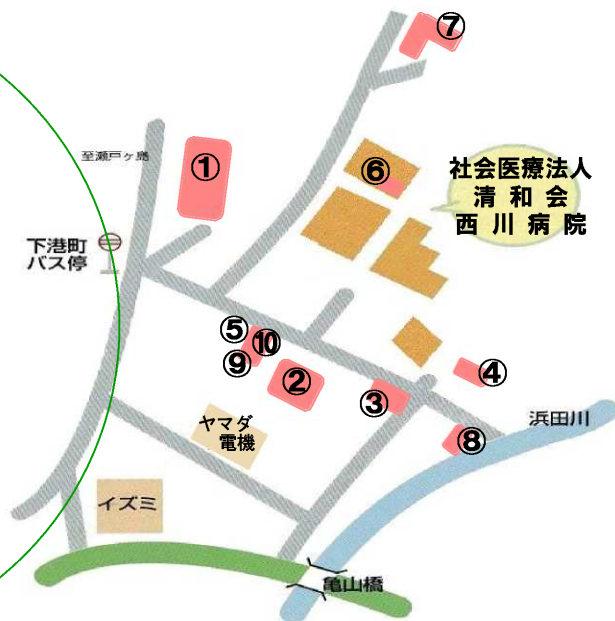 ⑦
至瀬戸ヶ島
①
⑥
社会医療法人
清和会
西川病院
下港町
バス停
⑤
⑩
⑨
②
④
③
ヤマダ
電機
⑧
浜田川
イズミ
亀山橋